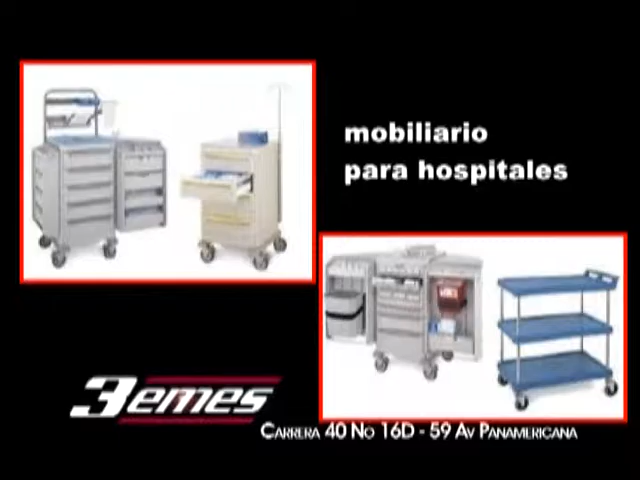 mobiliario
para hospitales
3emes
CARRERA 40 NO 16D - 59 AV PANAMERICANA